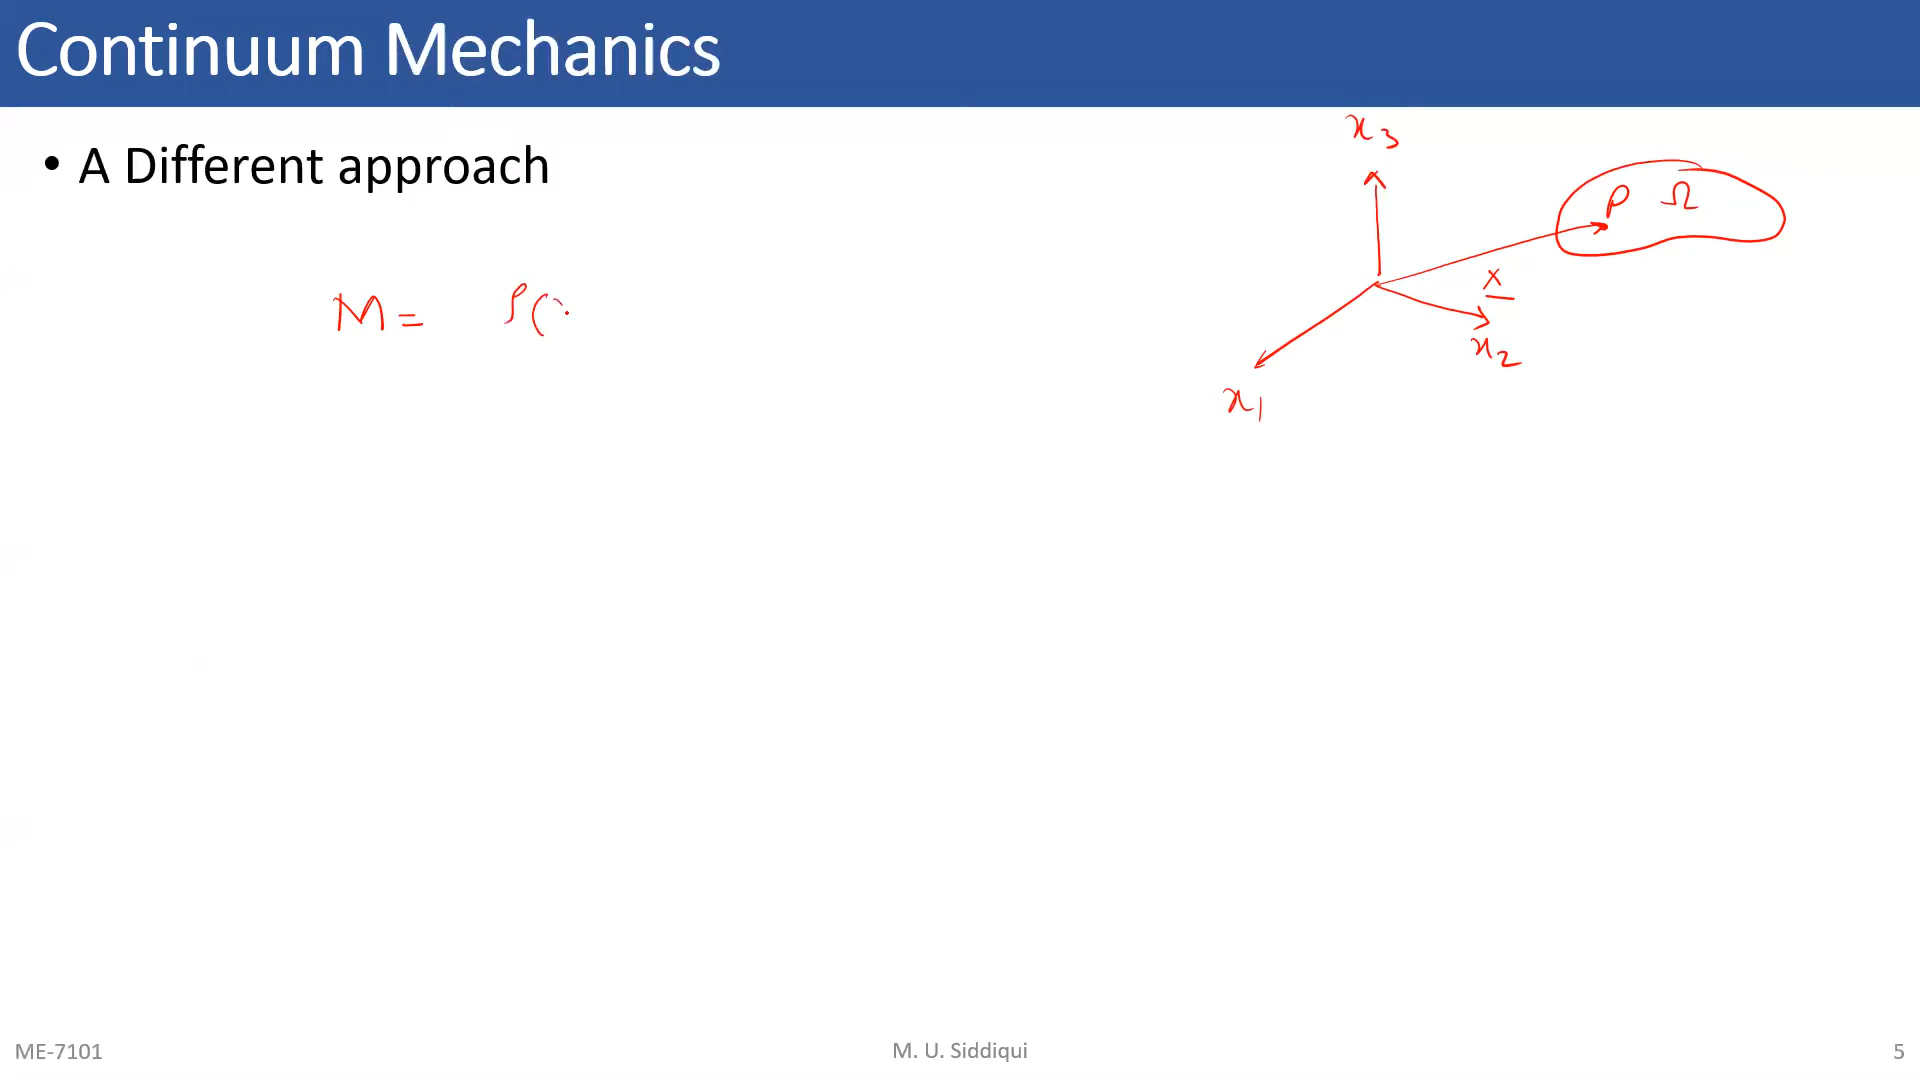 Continuum Mechanics
• A Different approach
x3
P Ω
x
M = ρ(
x2
x1
ME-7101 M. U. Siddiqui 5